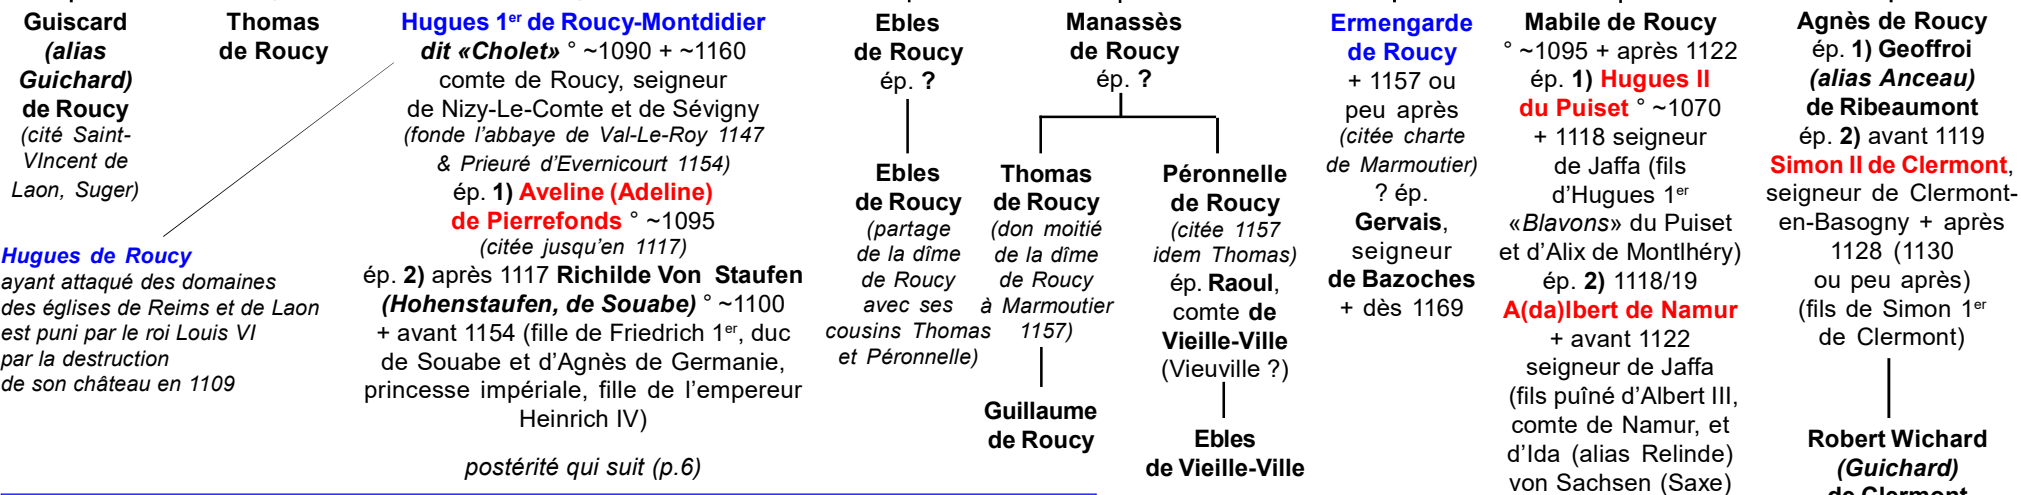 Guiscard
(alias
Guichard)
de Roucy
(cité Saint-
VIncent de
Laon, Suger)
Thomas
de Roucy
Hugues 1er de Roucy-Montdidier
dit «Cholet» ° ~1090 + ~1160
comte de Roucy, seigneur
de Nizy-Le-Comte et de Sévigny
(fonde l’abbaye de Val-Le-Roy 1147
& Prieuré d’Evernicourt 1154)
ép. 1) Aveline (Adeline)
de Pierrefonds ° ~1095
(citée jusqu’en 1117)
ép. 2) après 1117 Richilde Von Staufen
(Hohenstaufen, de Souabe) ° ~1100
+ avant 1154 (fille de Friedrich 1er, duc
de Souabe et d’Agnès de Germanie,
princesse impériale, fille de l’empereur
Heinrich IV)
postérité qui suit (p.6)
Hugues de Roucy
ayant attaqué des domaines
des églises de Reims et de Laon
est puni par le roi Louis VI
par la destruction
de son château en 1109
Ebles
de Roucy
ép. ?
Ebles
de Roucy
(partage
de la dîme
de Roucy
avec ses
cousins Thomas
et Péronnelle)
Manassès
de Roucy
ép. ?
Thomas
de Roucy
(don moitié
de la dîme
de Roucy
à Marmoutier
1157)
Guillaume
de Roucy
Péronnelle
de Roucy
(citée 1157
idem Thomas)
ép. Raoul,
comte de
Vieille-Ville
(Vieuville ?)
Ebles
de Vieille-Ville
Ermengarde
de Roucy
+ 1157 ou
peu après
(citée charte
de Marmoutier)
? ép.
Gervais,
seigneur
de Bazoches
+ dès 1169
Mabile de Roucy
° ~1095 + après 1122
ép. 1) Hugues II
du Puiset ° ~1070
+ 1118 seigneur
de Jaffa (fils
d’Hugues 1er
«Blavons» du Puiset
et d’Alix de Montlhéry)
ép. 2) 1118/19
A(da)lbert de Namur
+ avant 1122
seigneur de Jaffa
(fils puîné d’Albert III,
comte de Namur, et
d’Ida (alias Relinde)
von Sachsen (Saxe)
Agnès de Roucy
ép. 1) Geoffroi
(alias Anceau)
de Ribeaumont
ép. 2) avant 1119
Simon II de Clermont,
seigneur de Clermont-
en-Basogny + après
1128 (1130
ou peu après)
(fils de Simon 1er
de Clermont)
Robert Wichard
(Guichard)
de Clermont